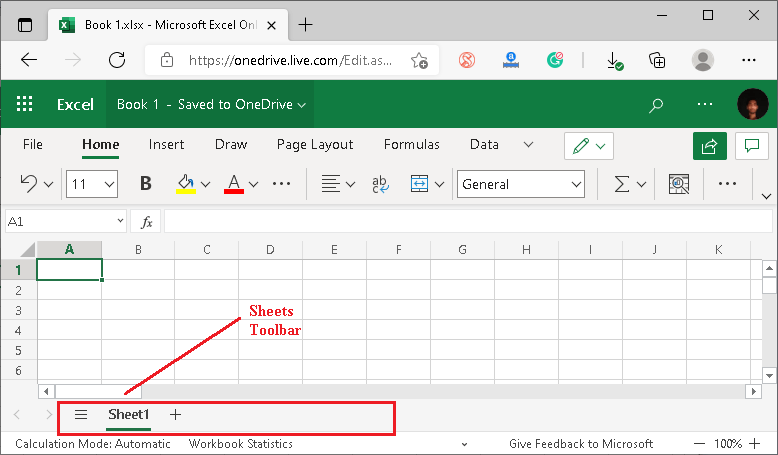 Book 1.xlsx - Microsoft Excel Onl
https://onedrive.live.com/Edit.as...
Excel Book 1 - Saved to OneDrive
File Home Insert Draw Page Layout Formulas Data
11 B A ab c General Σ
A1 fx
A B C D E F G H I J K
1
2
3
4
5
6
Sheets
Toolbar
Sheet1 +
Calculation Mode: Automatic Workbook Statistics Give Feedback to Microsoft — 100% +